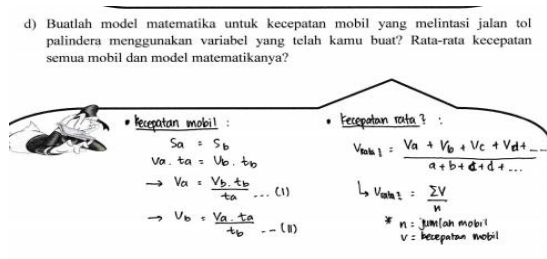 d) Buatlah model matematika untuk kecepatan mobil yang melintasi jalan tol
palindera menggunakan variabel yang telah kamu buat? Rata-rata kecepatan
semua mobil dan model matematikanya?
• Kecepatan mobil :
Sa = Sb
Va . ta = Vb . tb
→ Va = Vb . tb / ta ... (I)
→ Vb = Va . ta / tb ... (II)
• Kecepatan rata² :
Vrata² = Va + Vb + Vc + Vd + ... / a + b + c + d + ...
↳ Vrata² = ΣV / n
* n = jumlah mobil
v = kecepatan mobil